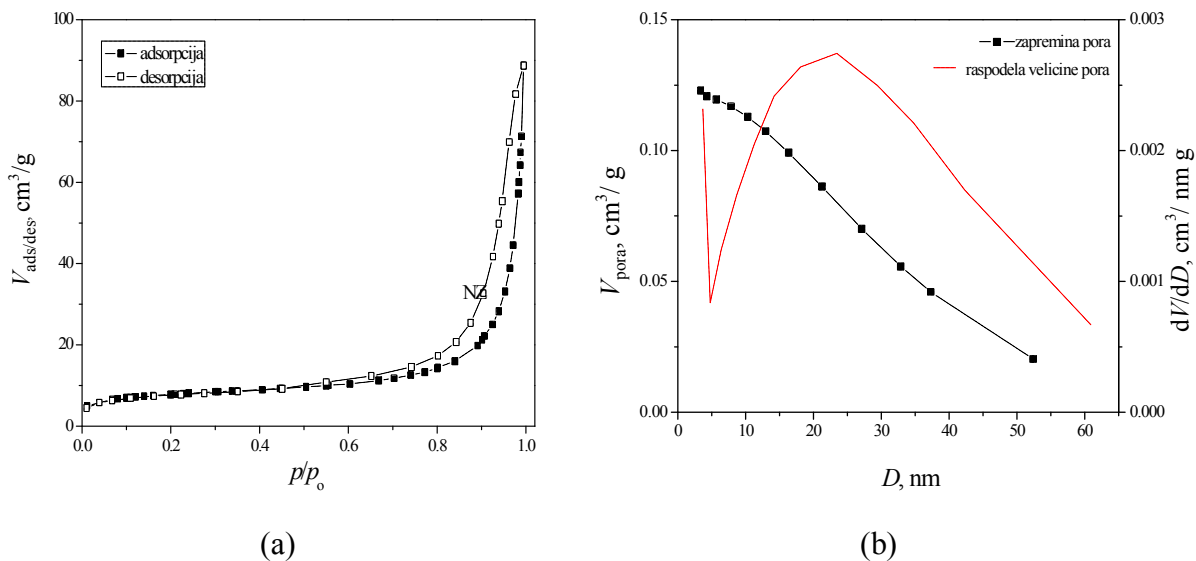 100
80
60
40
20
0
V ads/des, cm³/g
adsorpcija
desorpcija
N2
0.0 0.2 0.4 0.6 0.8 1.0
p/p₀
(a)
0.15
0.10
0.05
0.00
V pora, cm³/ g
zapremina pora
raspodela velicine pora
0.003
0.002
0.001
0.000
dV/dD, cm³/ nm g
0 10 20 30 40 50 60
D, nm
(b)